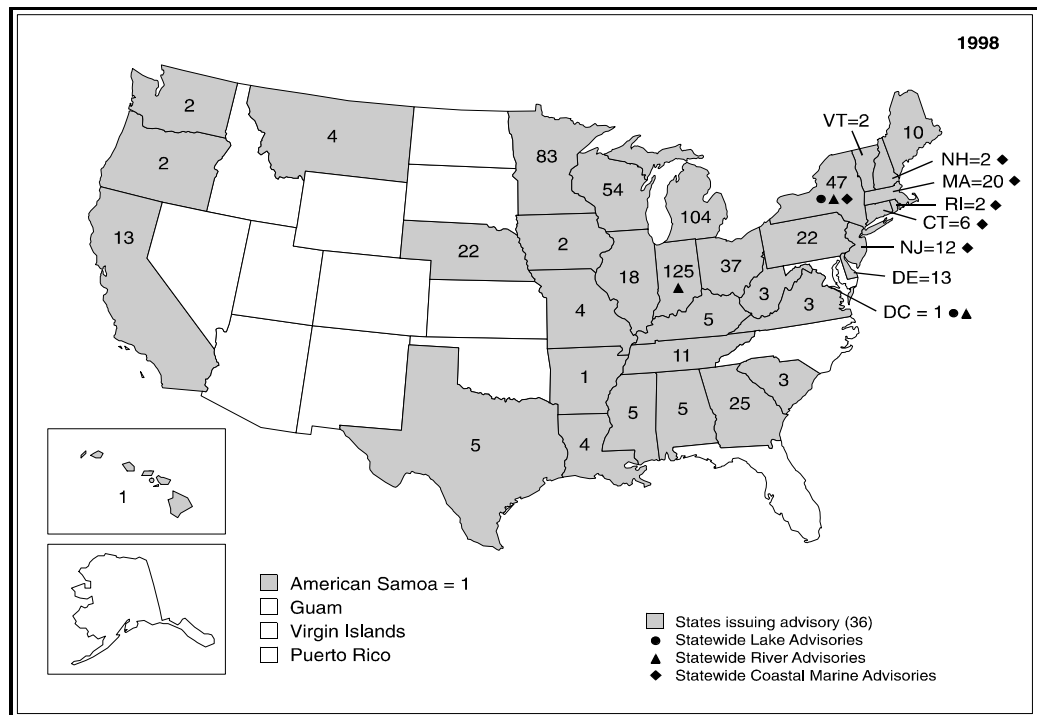 1998
2
4
2
83
VT=2
10
NH=2 ◆
MA=20 ◆
RI=2 ◆
CT=6 ◆
NJ=12 ◆
DE=13
DC = 1 ●▲
54
104
47
●▲◆
13
22
2
18
125
▲
37
22
3
3
4
5
11
1
5
5
25
3
5
4
1
American Samoa = 1
Guam
Virgin Islands
Puerto Rico
States issuing advisory (36)
● Statewide Lake Advisories
▲ Statewide River Advisories
◆ Statewide Coastal Marine Advisories